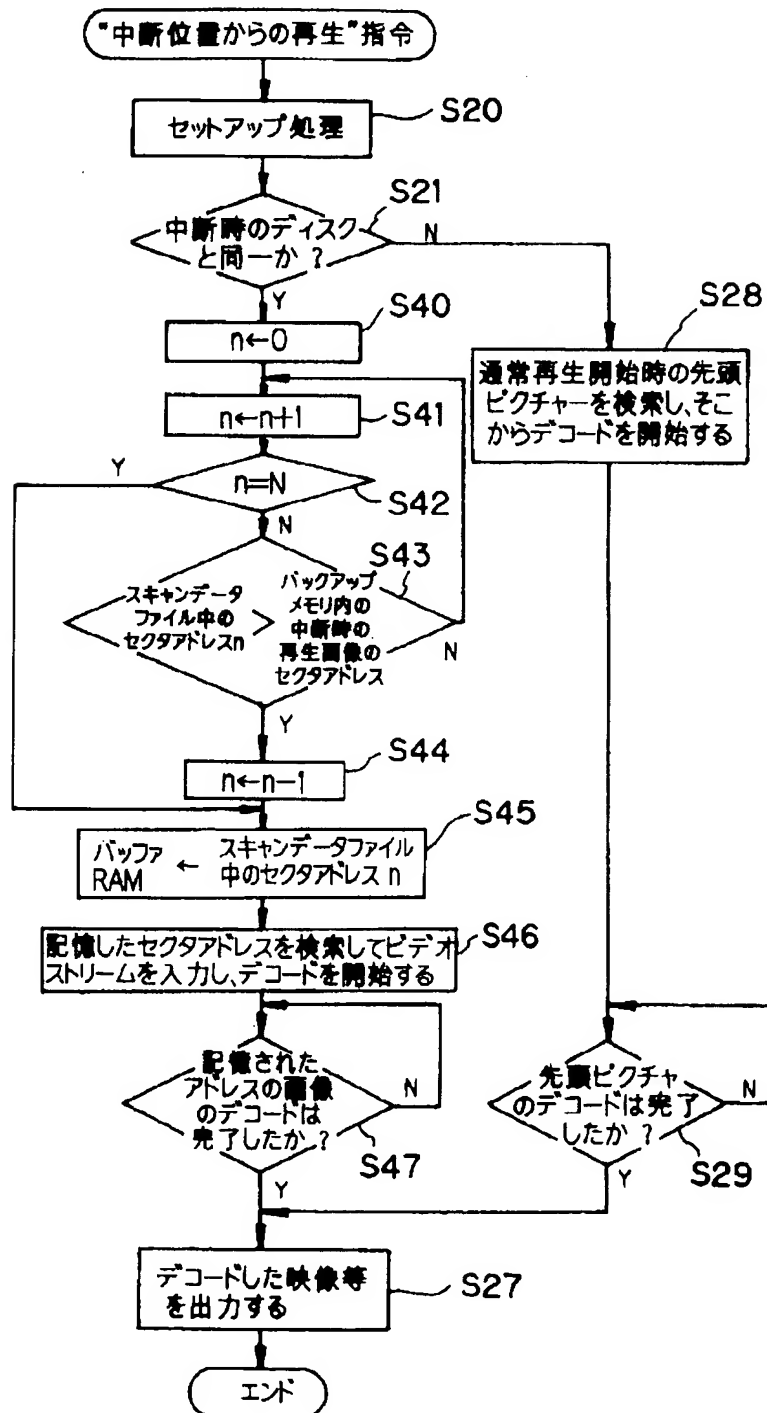 "中断位置からの再生"指令
セットアップ処理
S20
S21
中断時のディスク
と同一か？
N
Y
S40
n←0
S28
通常再生開始時の先頭
ピクチャーを検索し、そこ
からデコードを開始する
n←n+1
S41
Y
n=N
S42
N
S43
スキャンデータ
ファイル中の
セクタアドレスn
>
バックアップ
メモリ内の
中断時の
再生画像の
セクタアドレス
N
Y
S44
n←n-1
S45
バッファ
RAM
←
スキャンデータファイル
中のセクタアドレス n
記憶したセクタアドレスを検索してビデオ
ストリームを入力し、デコードを開始する
S46
記憶された
アドレスの画像
のデコードは
完了したか？
N
S47
Y
先頭ピクチャ
のデコードは完了
したか？
N
S29
Y
デコードした映像等
を出力する
S27
エンド